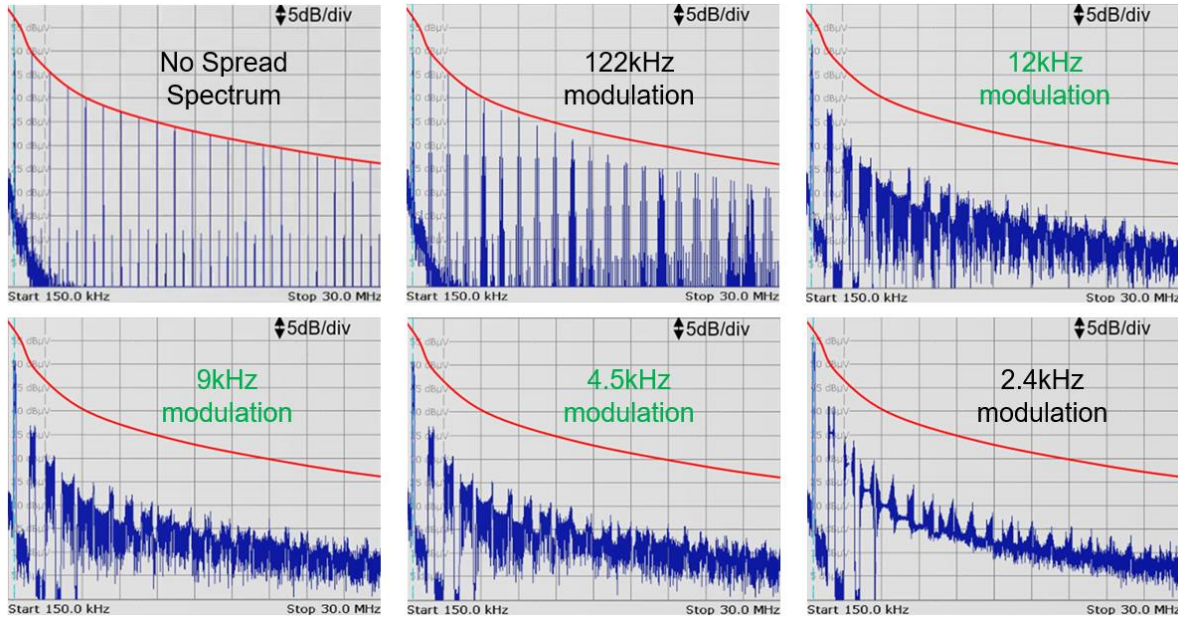 5dB/div
No Spread
Spectrum
Start 150.0 kHz Stop 30.0 MHz
5dB/div
122kHz
modulation
Start 150.0 kHz Stop 30.0 MHz
5dB/div
12kHz
modulation
Start 150.0 kHz Stop 30.0 MHz
5dB/div
9kHz
modulation
Start 150.0 kHz Stop 30.0 MHz
5dB/div
4.5kHz
modulation
Start 150.0 kHz Stop 30.0 MHz
5dB/div
2.4kHz
modulation
Start 150.0 kHz Stop 30.0 MHz